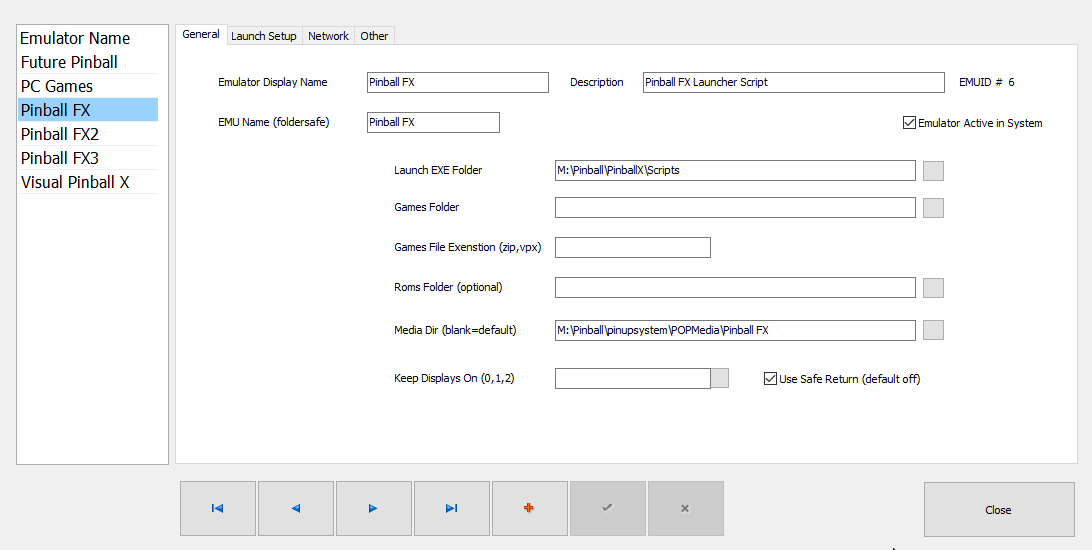 Emulator Name
Future Pinball
PC Games
Pinball FX
Pinball FX2
Pinball FX3
Visual Pinball X
General Launch Setup Network Other
Emulator Display Name Pinball FX Description Pinball FX Launcher Script EMUID # 6
EMU Name (foldersafe) Pinball FX Emulator Active in System
Launch EXE Folder M:\Pinball\PinballX\Scripts
Games Folder
Games File Exenstion (zip,vpx)
Roms Folder (optional)
Media Dir (blank=default) M:\Pinball\pinupsystem\POPMedia\Pinball FX
Keep Displays On (0,1,2) Use Safe Return (default off)
Close